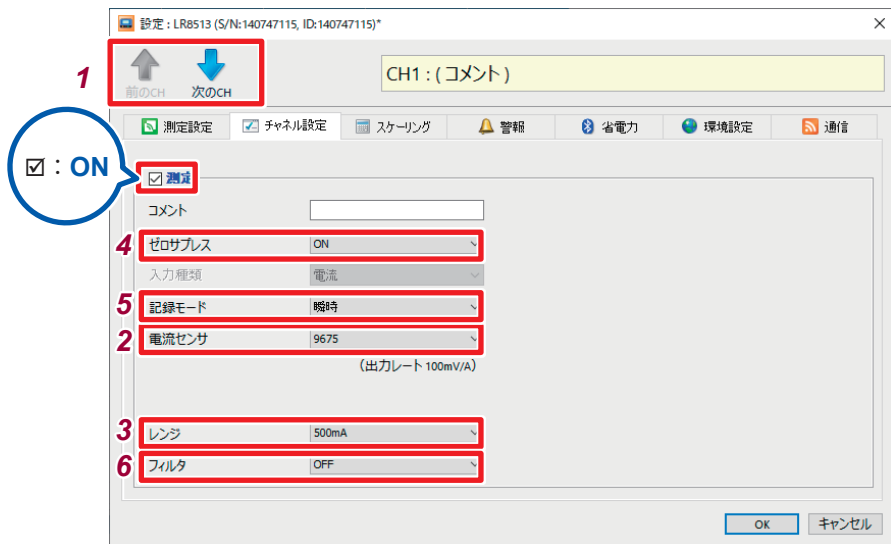 設定 : LR8513 (S/N:140747115, ID:140747115)*
1
前のCH 次のCH
CH1 : ( コメント )
測定設定 チャネル設定 スケーリング 警報 省電力 環境設定 通信
☑:ON
☑ 測定
コメント
4 ゼロサプレス ON
入力種類 電流
5 記録モード 瞬時
2 電流センサ 9675
(出力レート 100mV/A)
3 レンジ 500mA
6 フィルタ OFF
OK キャンセル